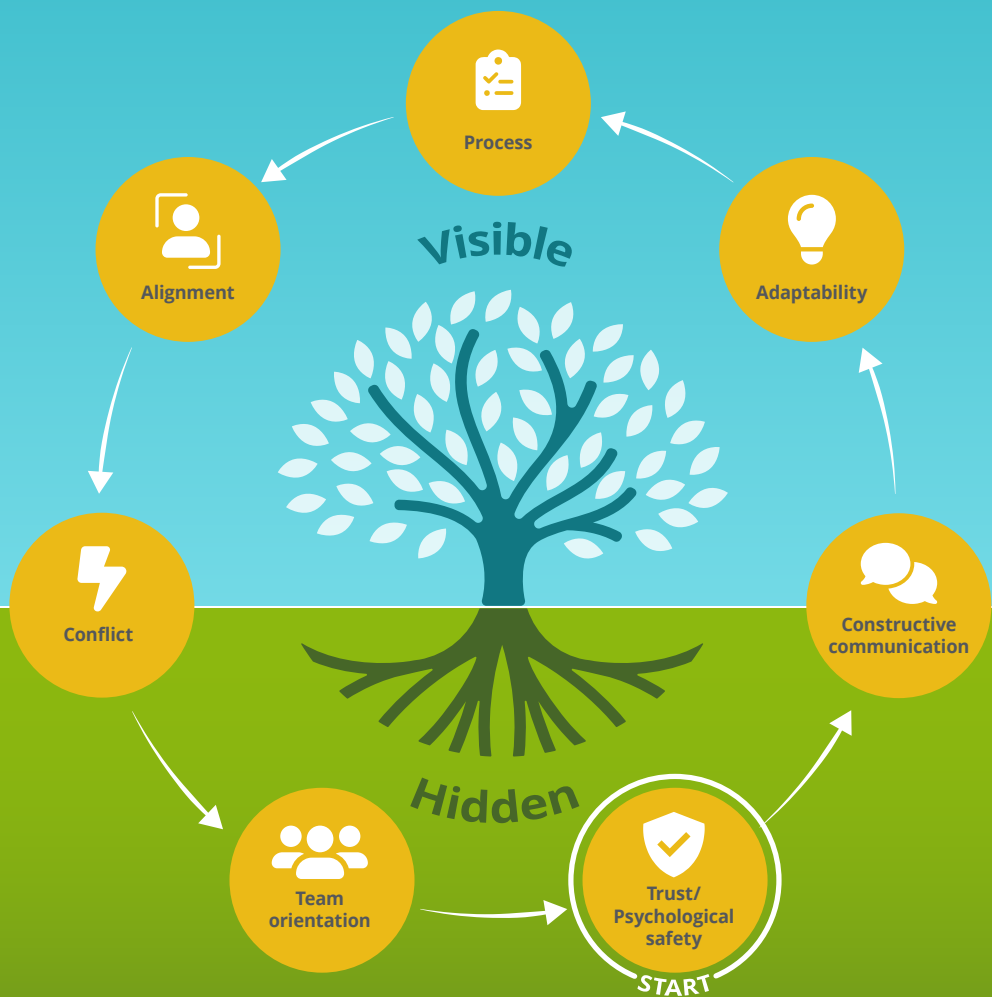 Process
Alignment
Adaptability
Visible
Conflict
Constructive
communication
Hidden
Team
orientation
Trust/
Psychological
safety
START